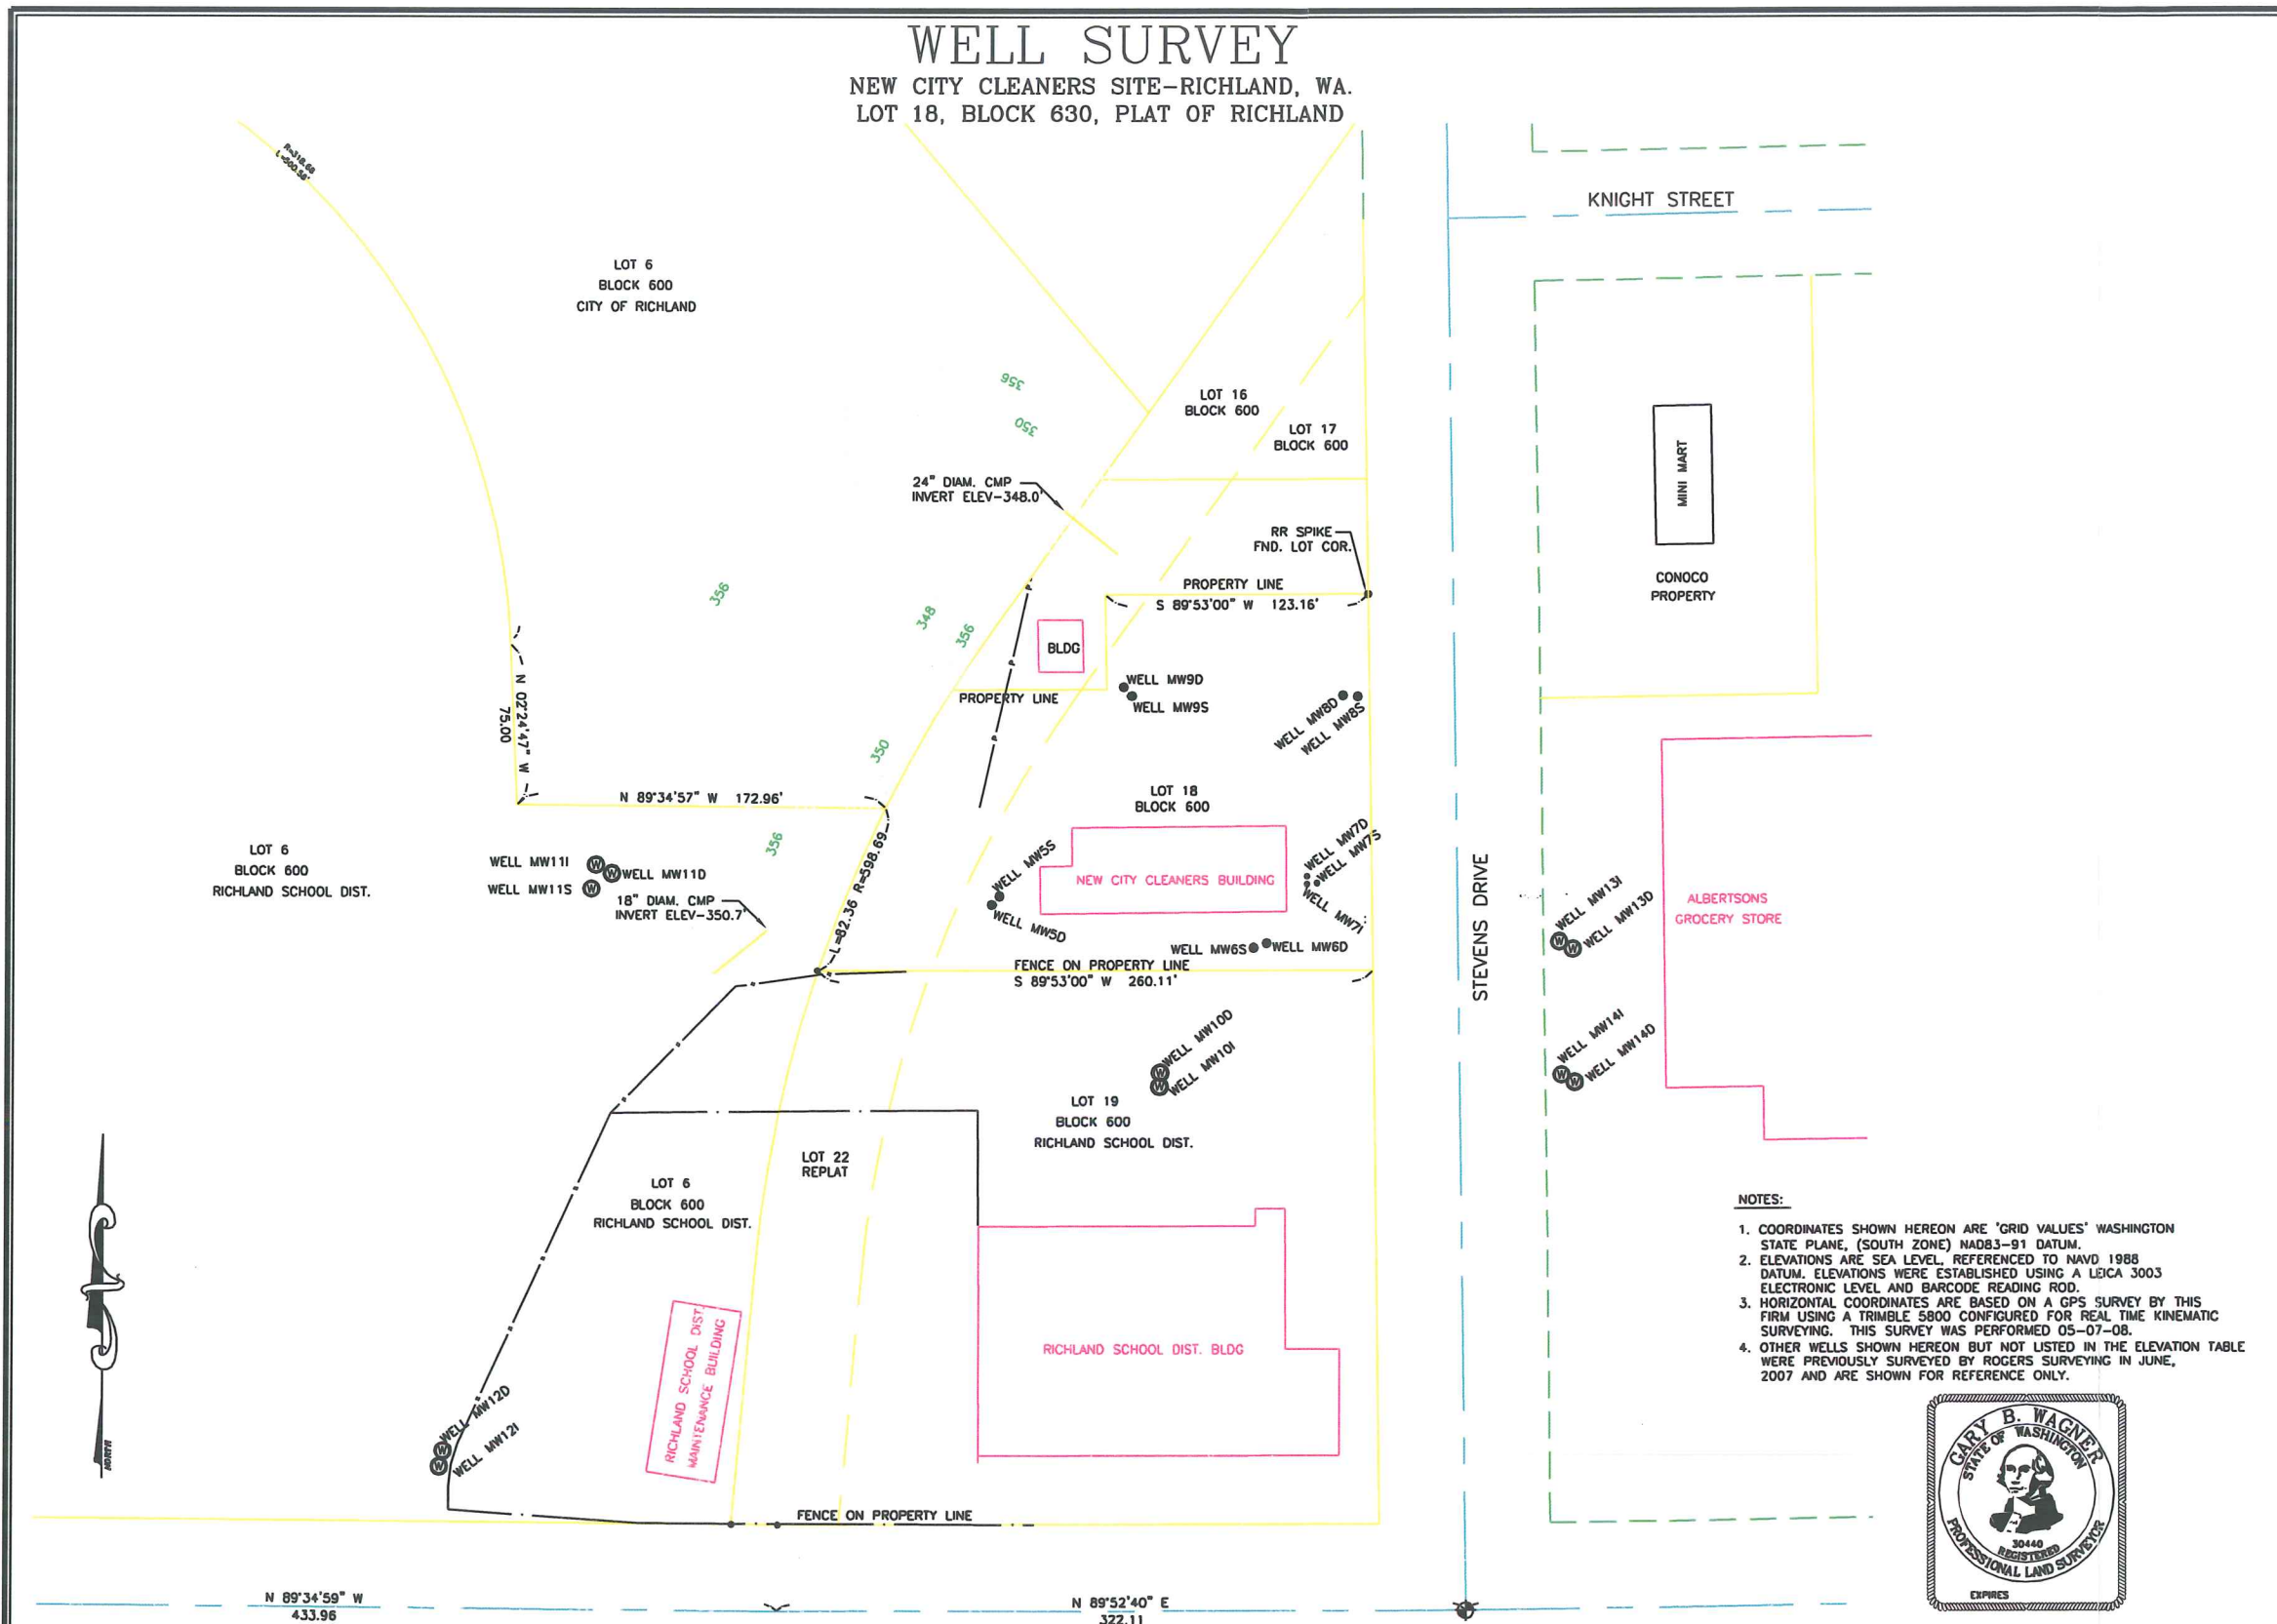 WELL SURVEY
NEW CITY CLEANERS SITE-RICHLAND, WA.
LOT 18, BLOCK 630, PLAT OF RICHLAND
R=318.68
L=500.58'
KNIGHT STREET
LOT 6
BLOCK 600
CITY OF RICHLAND
356
350
LOT 16
BLOCK 600
LOT 17
BLOCK 600
MINI MART
24" DIAM. CMP
INVERT ELEV-348.0'
RR SPIKE
FND. LOT COR.
CONOCO
PROPERTY
PROPERTY LINE
S 89°53'00" W 123.16'
356
348
356
BLDG
PROPERTY LINE
WELL MW9D
WELL MW9S
WELL MW8D
WELL MW8S
N 02°24'47" W
75.00
350
N 89°34'57" W 172.96'
LOT 18
BLOCK 600
356
LOT 6
BLOCK 600
RICHLAND SCHOOL DIST.
WELL MW11I
WELL MW11D
WELL MW11S
W
W
W
18" DIAM. CMP
INVERT ELEV-350.7'
L=82.36 R=598.69
WELL MW5S
WELL MW5D
NEW CITY CLEANERS BUILDING
WELL MW7D
WELL MW7S
WELL MW7I
WELL MW6S
WELL MW6D
STEVENS DRIVE
WELL MW13I
WELL MW13D
W
W
ALBERTSONS
GROCERY STORE
FENCE ON PROPERTY LINE
S 89°53'00" W 260.11'
WELL MW10D
WELL MW10I
W
W
WELL MW14I
WELL MW14D
W
W
LOT 19
BLOCK 600
RICHLAND SCHOOL DIST.
LOT 22
REPLAT
LOT 6
BLOCK 600
RICHLAND SCHOOL DIST.
RICHLAND SCHOOL DIST.
MAINTENANCE BUILDING
RICHLAND SCHOOL DIST. BLDG
WELL MW12D
WELL MW12I
W
W
NORTH
FENCE ON PROPERTY LINE
NOTES:
1. COORDINATES SHOWN HEREON ARE 'GRID VALUES' WASHINGTON
STATE PLANE, (SOUTH ZONE) NAD83-91 DATUM.
2. ELEVATIONS ARE SEA LEVEL, REFERENCED TO NAVD 1988
DATUM. ELEVATIONS WERE ESTABLISHED USING A LEICA 3003
ELECTRONIC LEVEL AND BARCODE READING ROD.
3. HORIZONTAL COORDINATES ARE BASED ON A GPS SURVEY BY THIS
FIRM USING A TRIMBLE 5800 CONFIGURED FOR REAL TIME KINEMATIC
SURVEYING. THIS SURVEY WAS PERFORMED 05-07-08.
4. OTHER WELLS SHOWN HEREON BUT NOT LISTED IN THE ELEVATION TABLE
WERE PREVIOUSLY SURVEYED BY ROGERS SURVEYING IN JUNE,
2007 AND ARE SHOWN FOR REFERENCE ONLY.
GARY B. WAGNER
STATE OF WASHINGTON
30440
REGISTERED
PROFESSIONAL LAND SURVEYOR
EXPIRES
N 89°34'59" W
433.96
N 89°52'40" E
322.11